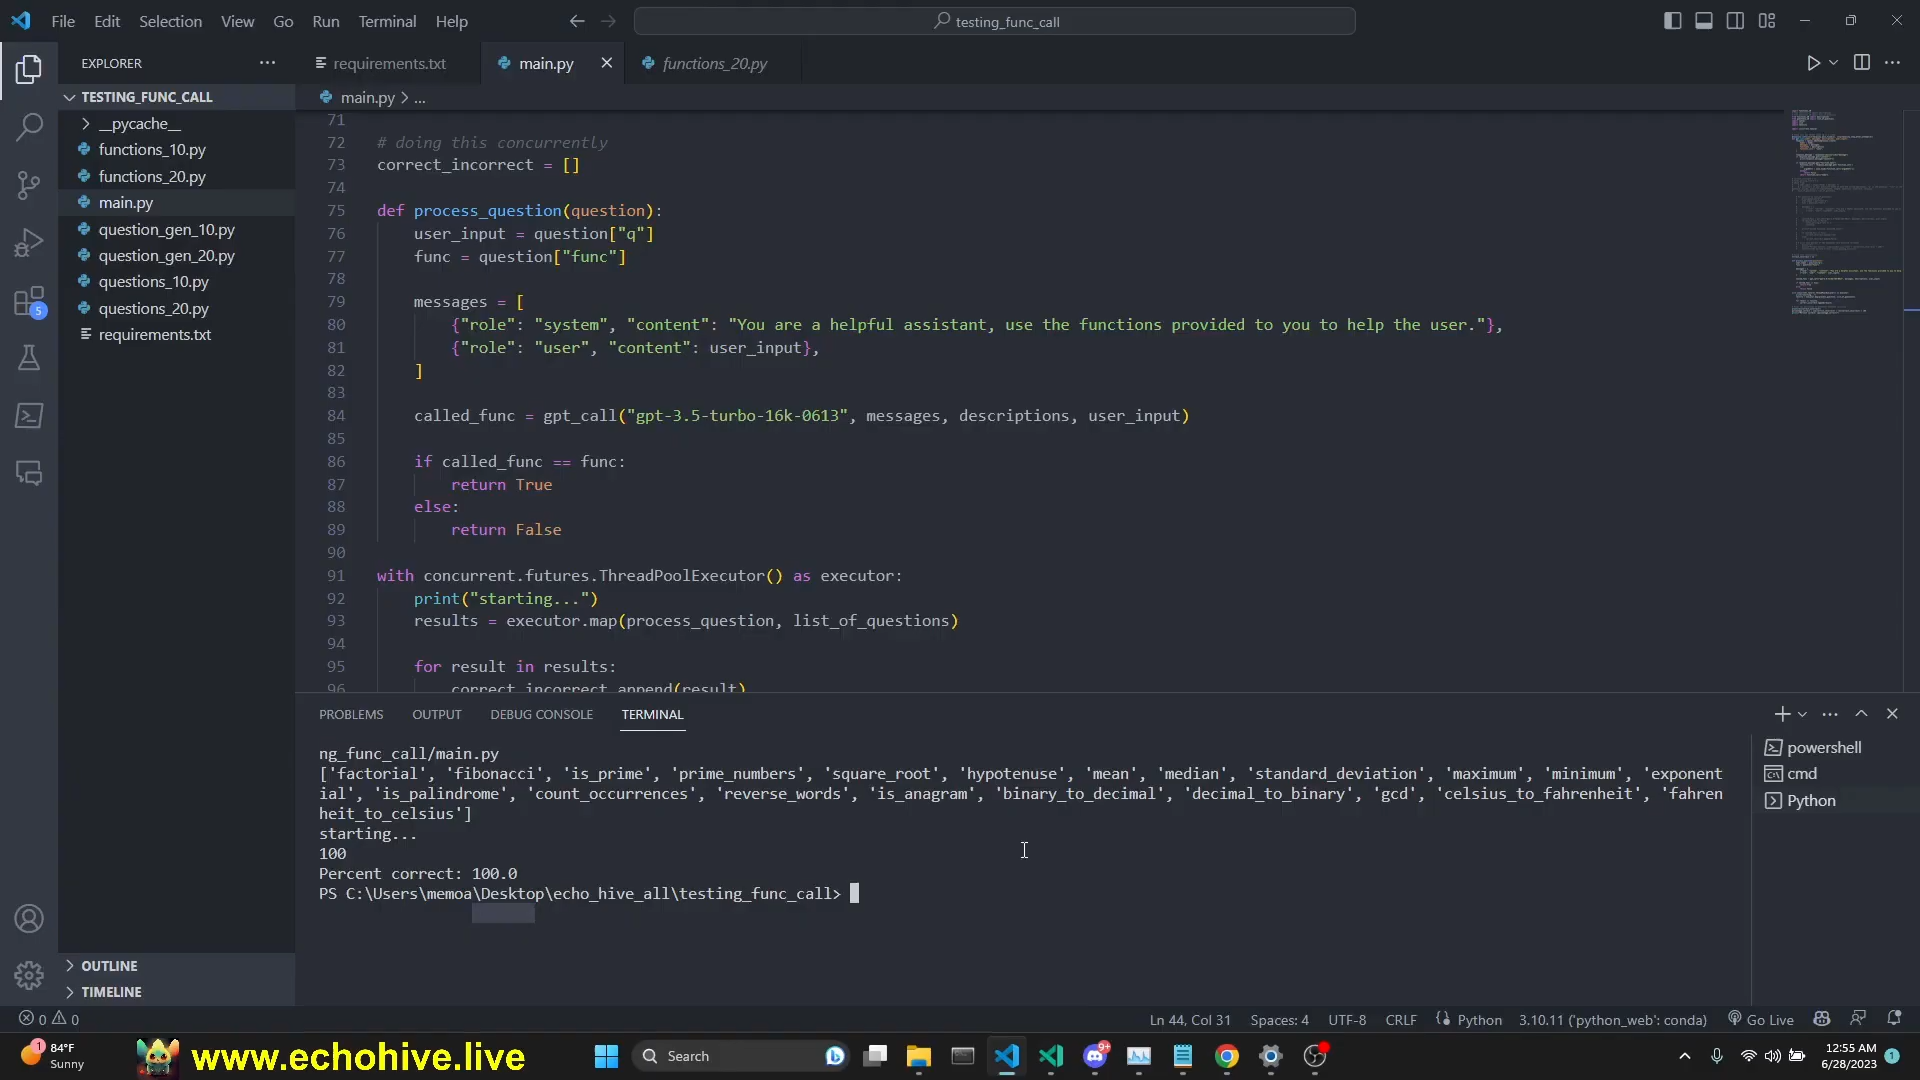 File Edit Selection View Go Run Terminal Help
testing_func_call
EXPLORER
requirements.txt
main.py
functions_20.py
TESTING_FUNC_CALL
__pycache__
functions_10.py
functions_20.py
main.py
question_gen_10.py
question_gen_20.py
questions_10.py
questions_20.py
requirements.txt
5
OUTLINE
TIMELINE
main.py > ...
71
72 # doing this concurrently
73 correct_incorrect = []
74
75 def process_question(question):
76 user_input = question["q"]
77 func = question["func"]
78
79 messages = [
80 {"role": "system", "content": "You are a helpful assistant, use the functions provided to you to help the user."},
81 {"role": "user", "content": user_input},
82 ]
83
84 called_func = gpt_call("gpt-3.5-turbo-16k-0613", messages, descriptions, user_input)
85
86 if called_func == func:
87 return True
88 else:
89 return False
90
91 with concurrent.futures.ThreadPoolExecutor() as executor:
92 print("starting...")
93 results = executor.map(process_question, list_of_questions)
94
95 for result in results:
96 correct_incorrect.append(result)
PROBLEMS OUTPUT DEBUG CONSOLE TERMINAL
ng_func_call/main.py
['factorial', 'fibonacci', 'is_prime', 'prime_numbers', 'square_root', 'hypotenuse', 'mean', 'median', 'standard_deviation', 'maximum', 'minimum', 'exponent
ial', 'is_palindrome', 'count_occurrences', 'reverse_words', 'is_anagram', 'binary_to_decimal', 'decimal_to_binary', 'gcd', 'celsius_to_fahrenheit', 'fahren
heit_to_celsius']
starting...
100
Percent correct: 100.0
PS C:\Users\memoa\Desktop\echo_hive_all\testing_func_call>
powershell
cmd
Python
0 0
Ln 44, Col 31 Spaces: 4 UTF-8 CRLF Python 3.10.11 ('python_web': conda) Go Live
1
84°F
Sunny
www.echohive.live
Search
9+
12:55 AM
6/28/2023
1